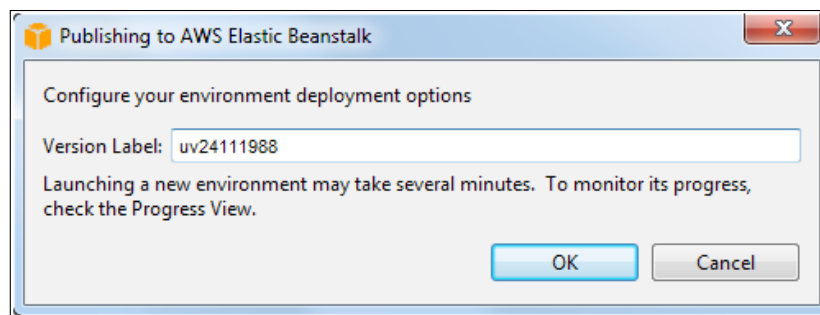 Publishing to AWS Elastic Beanstalk
Configure your environment deployment options
Version Label: uv24111988
Launching a new environment may take several minutes.  To monitor its progress,
check the Progress View.
OK Cancel